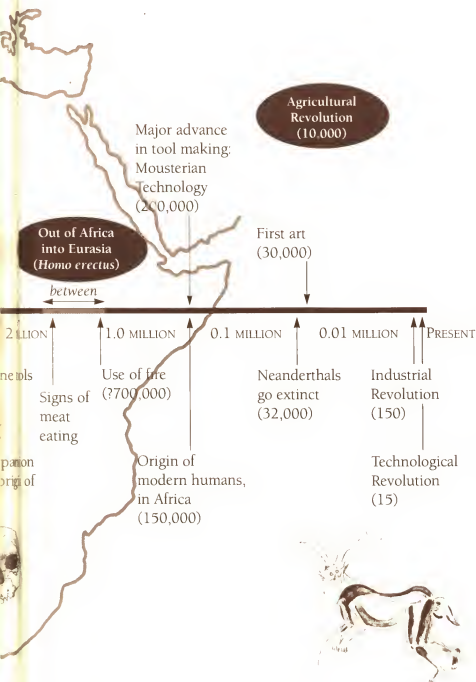 Agricultural
Revolution
(10,000)
Major advance
in tool making:
Mousterian
Technology
(200,000)
Out of Africa
into Eurasia
(Homo erectus)
between
First art
(30,000)
1.0 MILLION 0.1 MILLION 0.01 MILLION PRESENT
Signs of
meat
eating
Use of fire
(?700,000)
Neanderthals
go extinct
(32,000)
Industrial
Revolution
(150)
Origin of
modern humans,
in Africa
(150,000)
Technological
Revolution
(15)